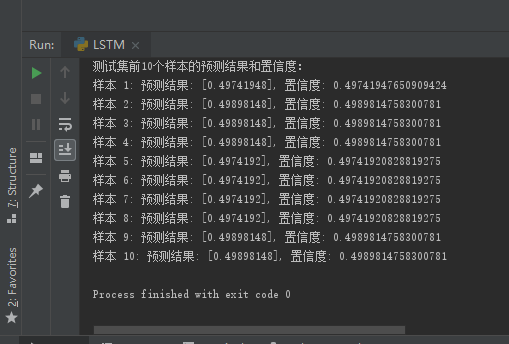 Run: LSTM
测试集前10个样本的预测结果和置信度:
样本 1: 预测结果: [0.49741948], 置信度: 0.49741947650909424
样本 2: 预测结果: [0.49898148], 置信度: 0.4989814758300781
样本 3: 预测结果: [0.49898148], 置信度: 0.4989814758300781
样本 4: 预测结果: [0.49898148], 置信度: 0.4989814758300781
样本 5: 预测结果: [0.4974192], 置信度: 0.49741920828819275
样本 6: 预测结果: [0.4974192], 置信度: 0.49741920828819275
样本 7: 预测结果: [0.4974192], 置信度: 0.49741920828819275
样本 8: 预测结果: [0.4974192], 置信度: 0.49741920828819275
样本 9: 预测结果: [0.49898148], 置信度: 0.4989814758300781
样本 10: 预测结果: [0.49898148], 置信度: 0.4989814758300781
Process finished with exit code 0
7: Structure
2: Favorites